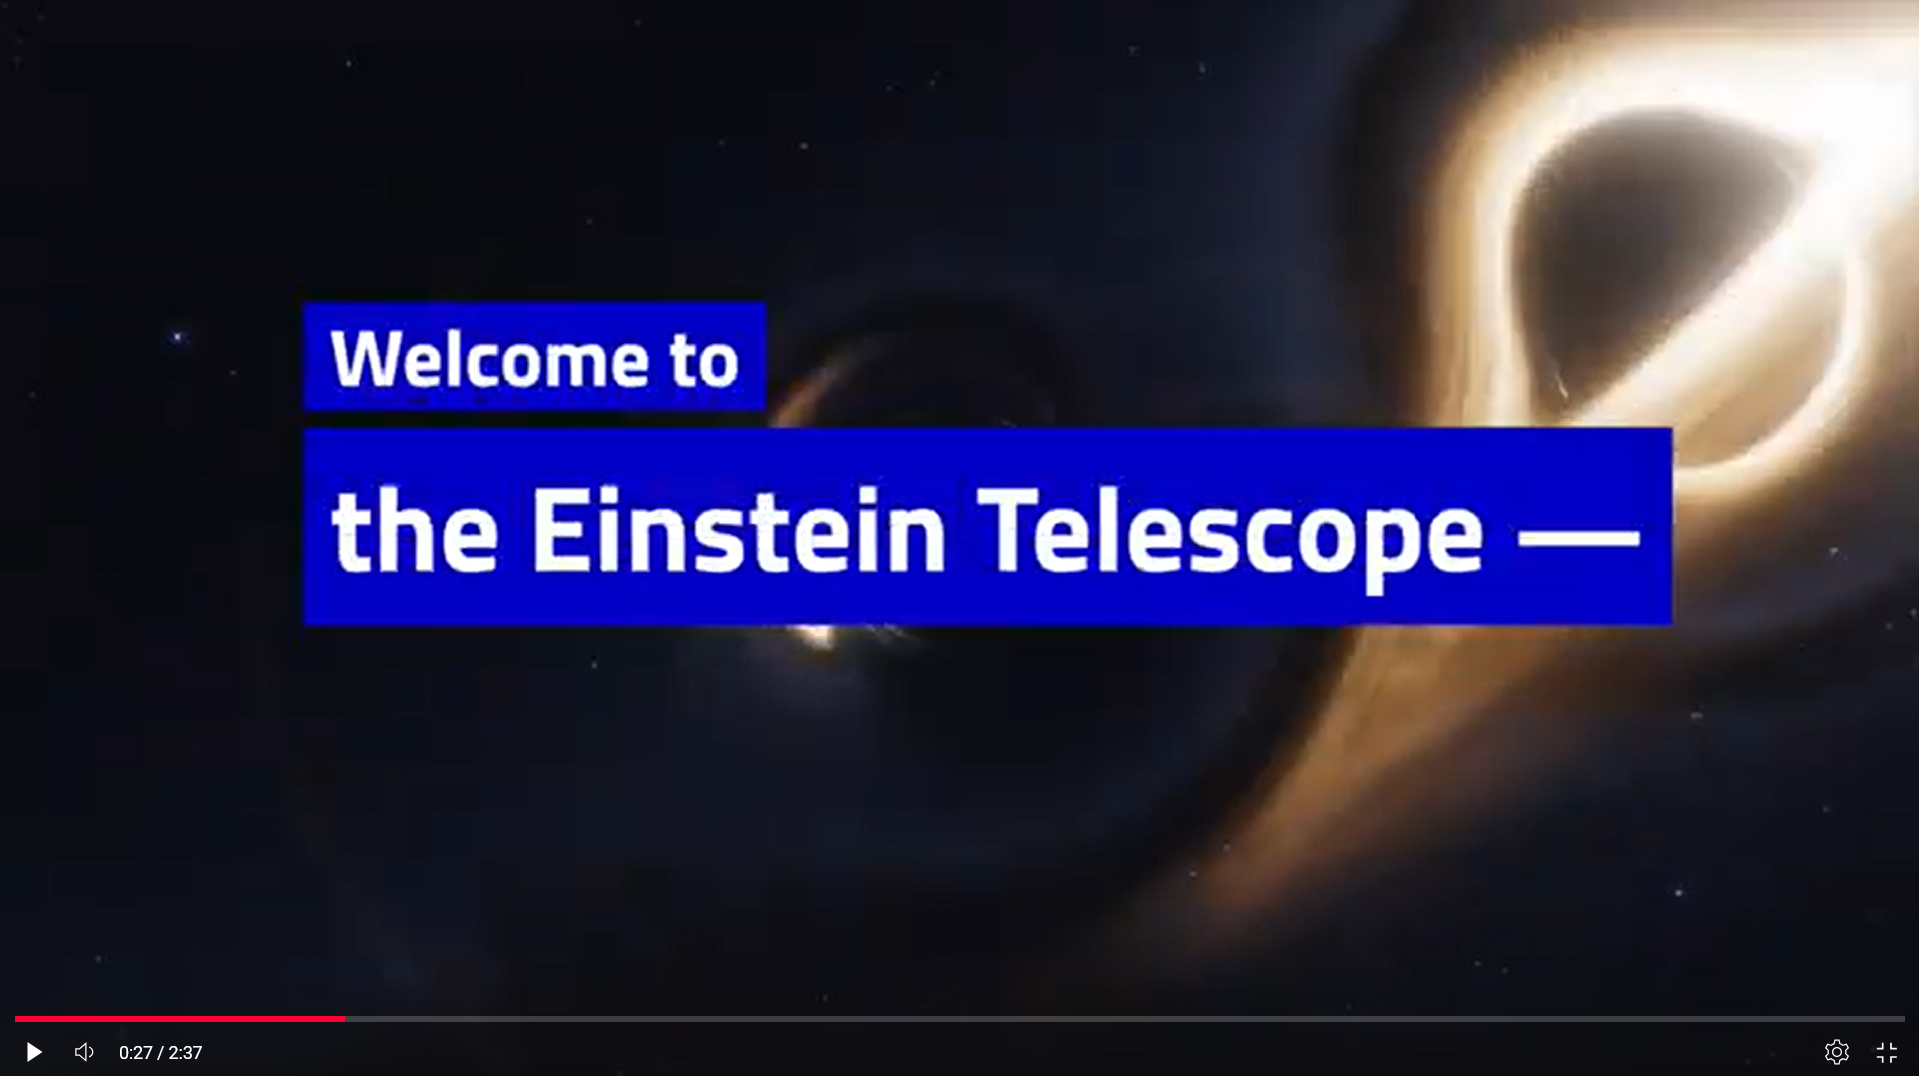 Welcome to
the Einstein Telescope —
0:27 / 2:37